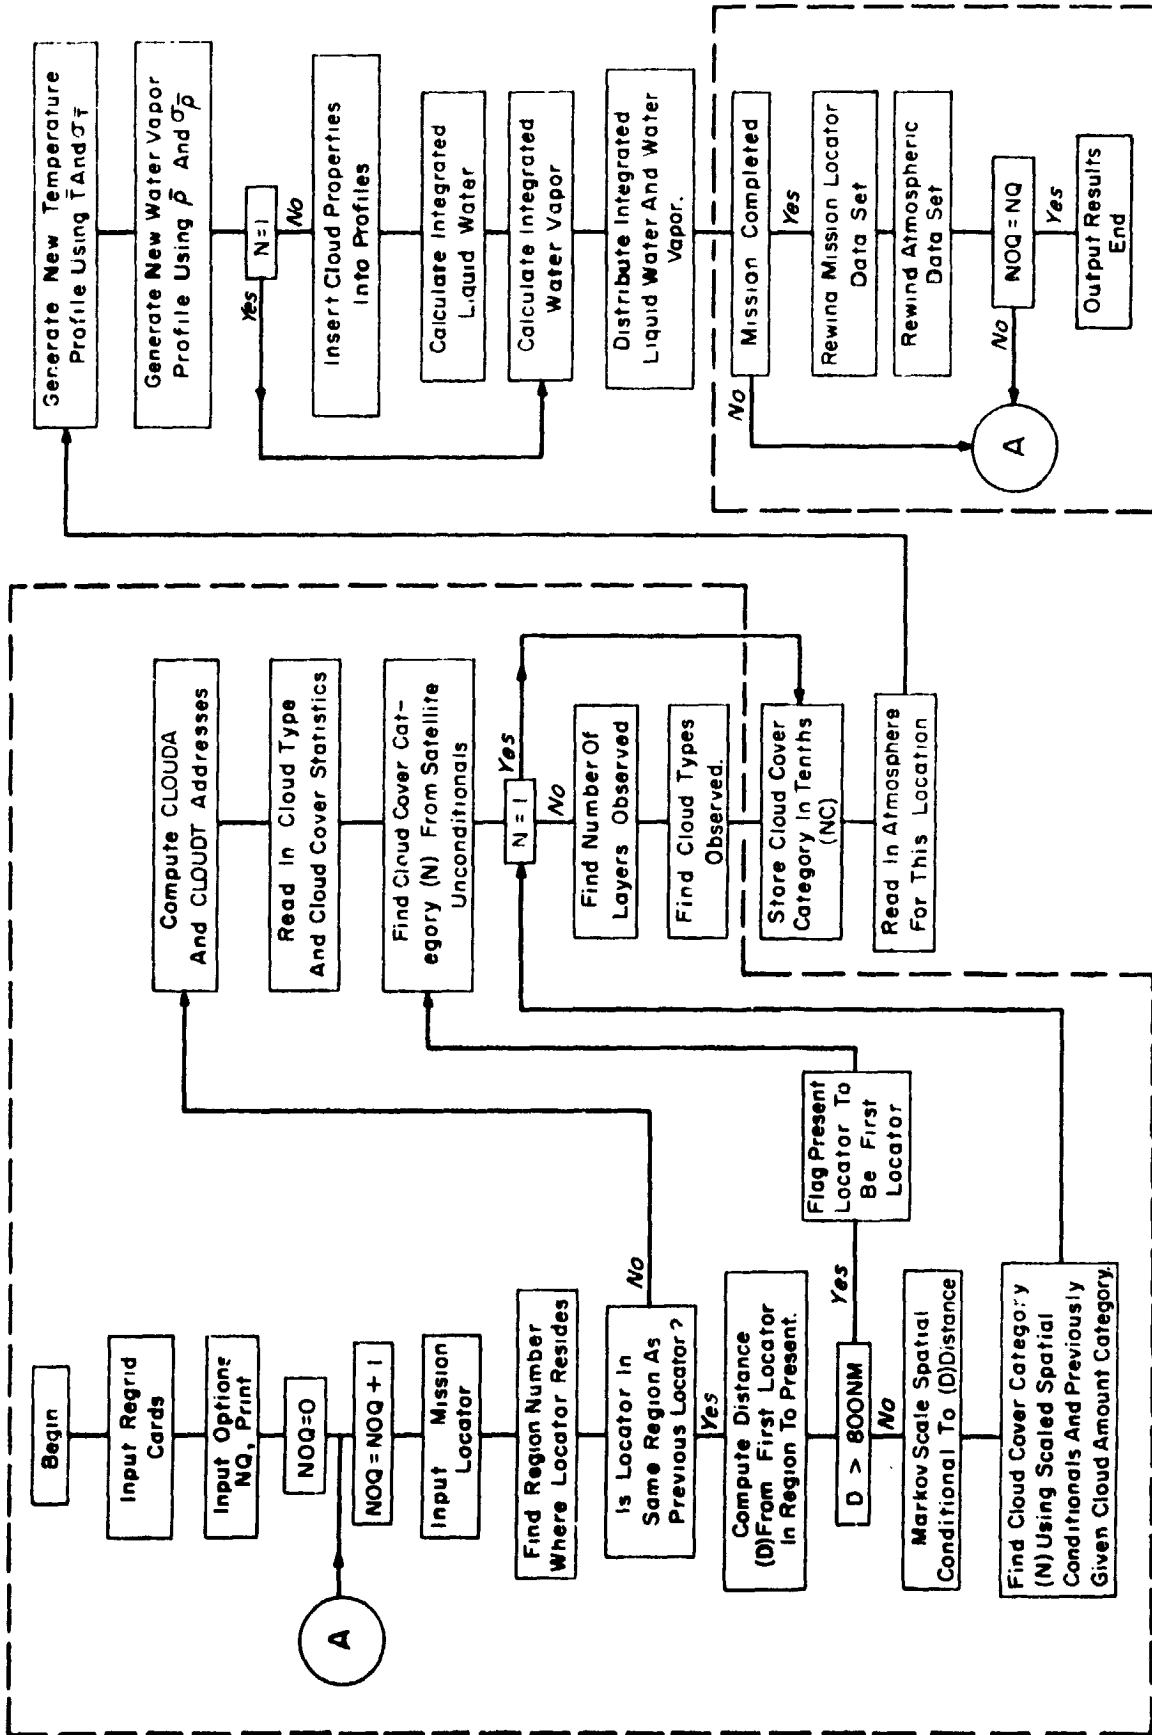 Begin
Input Regrid
Cards
Input Options
NQ, Print
NOQ=0
A
NOQ = NOQ + 1
Input Mission
Locator
Find Region Number
Where Locator Resides
Is Locator In
Same Region As
Previous Locator?
No
Yes
Compute Distance
(D)From First Locator
In Region To Present.
D > 800NM
Yes
No
Flag Present
Locator To
Be First
Locator
Markov Scale Spatial
Conditional To (D)Distance
Find Cloud Cover Category
(N) Using Scaled Spatial
Conditionals And Previously
Given Cloud Amount Category.
Compute CLOUDA
And CLOUDT Addresses
Read In Cloud Type
And Cloud Cover Statistics
Find Cloud Cover Cat-
egory (N) From Satellite
Unconditionals
N = 1
Yes
No
Find Number Of
Layers Observed
Find Cloud Types
Observed.
Store Cloud Cover
Category In Tenths
(NC)
Read In Atmosphere
For This Location
Generate New Temperature
Profile Using T̅ And σT̅
Generate New Water Vapor
Profile Using ρ̅ And σρ̅
N = 1
Yes
No
Insert Cloud Properties
Into Profiles
Calculate Integrated
Liquid Water
Calculate Integrated
Water Vapor
Distribute Integrated
Liquid Water And Water
Vapor.
Mission Completed
No
Yes
Rewind Mission Locator
Data Set
Rewind Atmospheric
Data Set
NOQ = NQ
No
Yes
A
Output Results
End